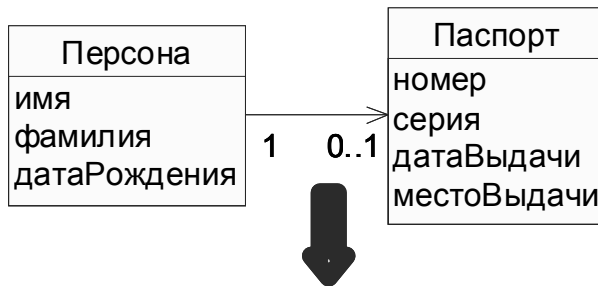 Персона
имя
фамилия
датаРождения
1
0..1
Паспорт
номер
серия
датаВыдачи
местоВыдачи